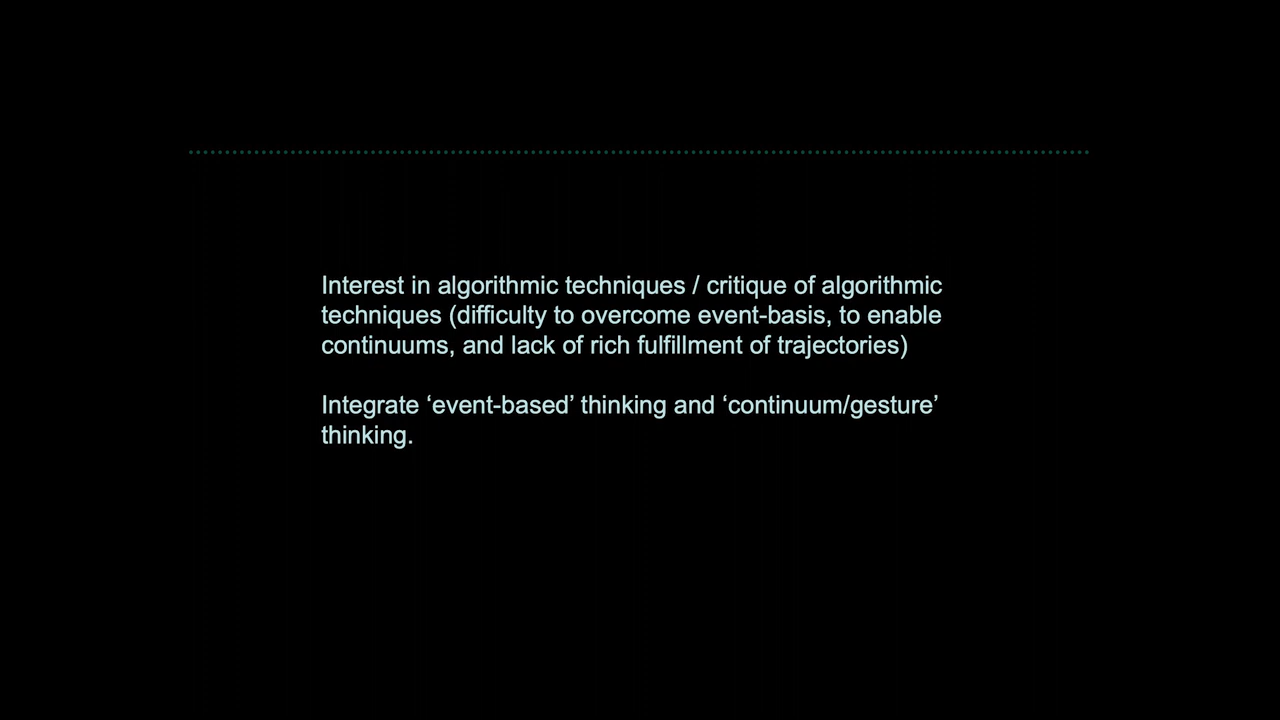 Interest in algorithmic techniques / critique of algorithmic
techniques (difficulty to overcome event-basis, to enable
continuums, and lack of rich fulfillment of trajectories)
Integrate ‘event-based’ thinking and ‘continuum/gesture’
thinking.